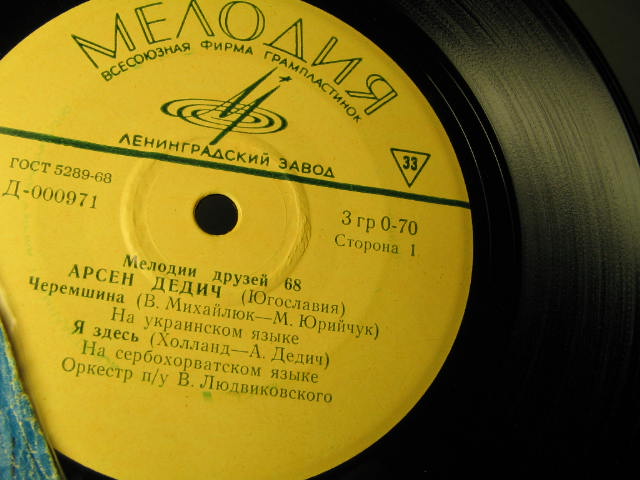 МЕЛОДИЯ
ВСЕСОЮЗНАЯ ФИРМА ГРАМПЛАСТИНОК
ЛЕНИНГРАДСКИЙ ЗАВОД
33
ГОСТ 5289-68
Д-000971
3 гр 0-70
Сторона 1
Мелодии друзей 68
АРСЕН ДЕДИЧ (Югославия)
Черемшина (В. Михайлюк—М. Юрийчук)
На украинском языке
Я здесь (Холланд—А. Дедич)
На сербохорватском языке
Оркестр п/у В. Людвиковского